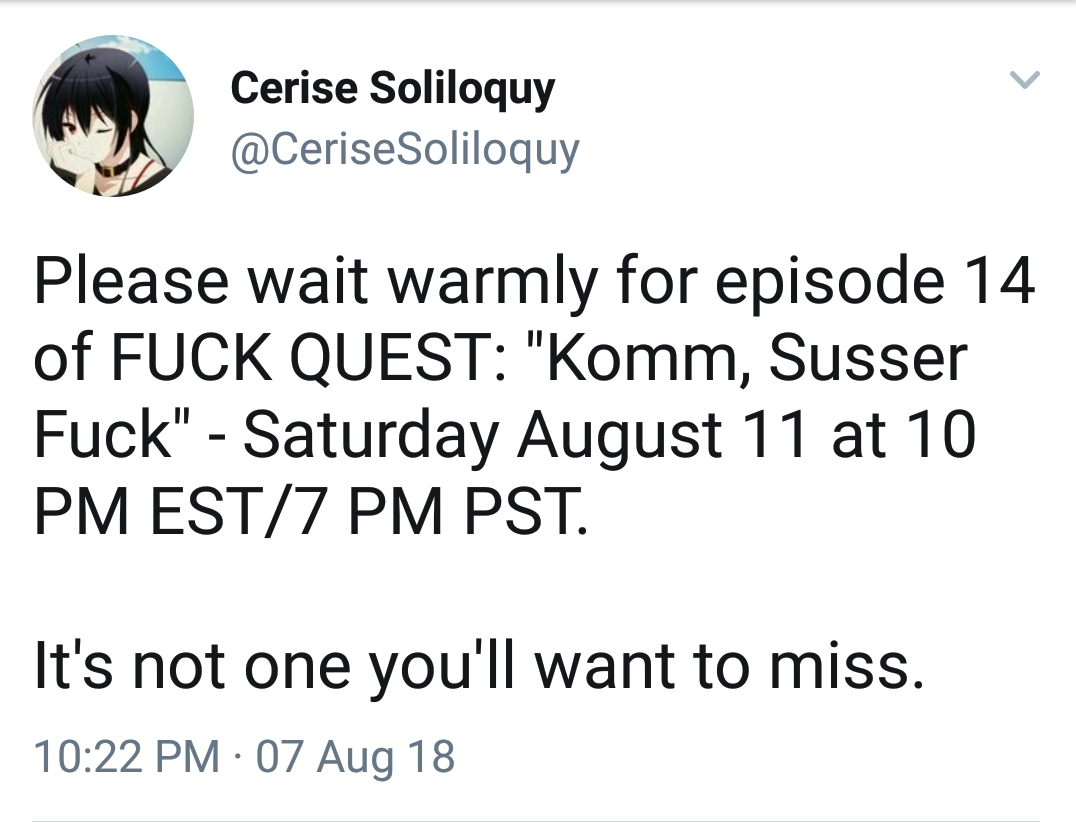 Cerise Soliloquy
@CeriseSoliloquy
Please wait warmly for episode 14
of FUCK QUEST: "Komm, Susser
Fuck" - Saturday August 11 at 10
PM EST/7 PM PST.
It's not one you'll want to miss.
10:22 PM · 07 Aug 18